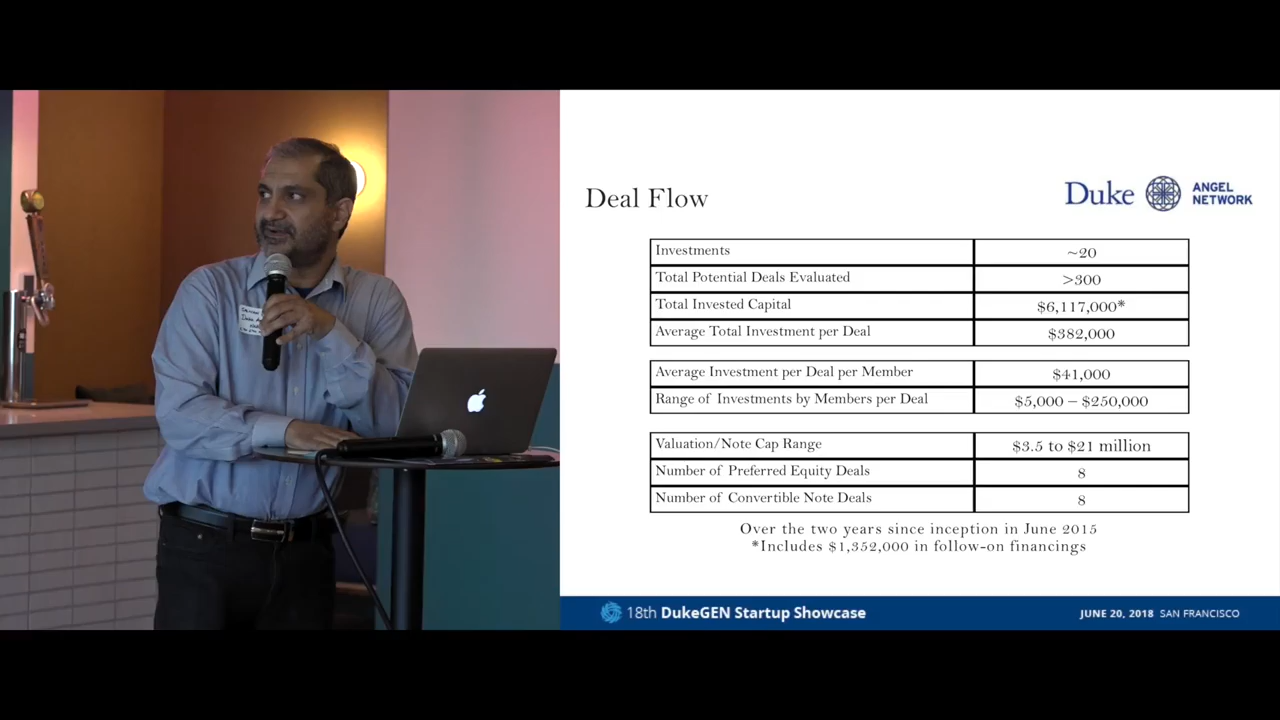 Deal Flow
Duke ANGEL
NETWORK
Investments ~20
Total Potential Deals Evaluated >300
Total Invested Capital $6,117,000*
Average Total Investment per Deal $382,000
Average Investment per Deal per Member $41,000
Range of Investments by Members per Deal $5,000 – $250,000
Valuation/Note Cap Range $3.5 to $21 million
Number of Preferred Equity Deals 8
Number of Convertible Note Deals 8
Over the two years since inception in June 2015
*Includes $1,352,000 in follow-on financings
18th DukeGEN Startup Showcase
JUNE 20, 2018 SAN FRANCISCO